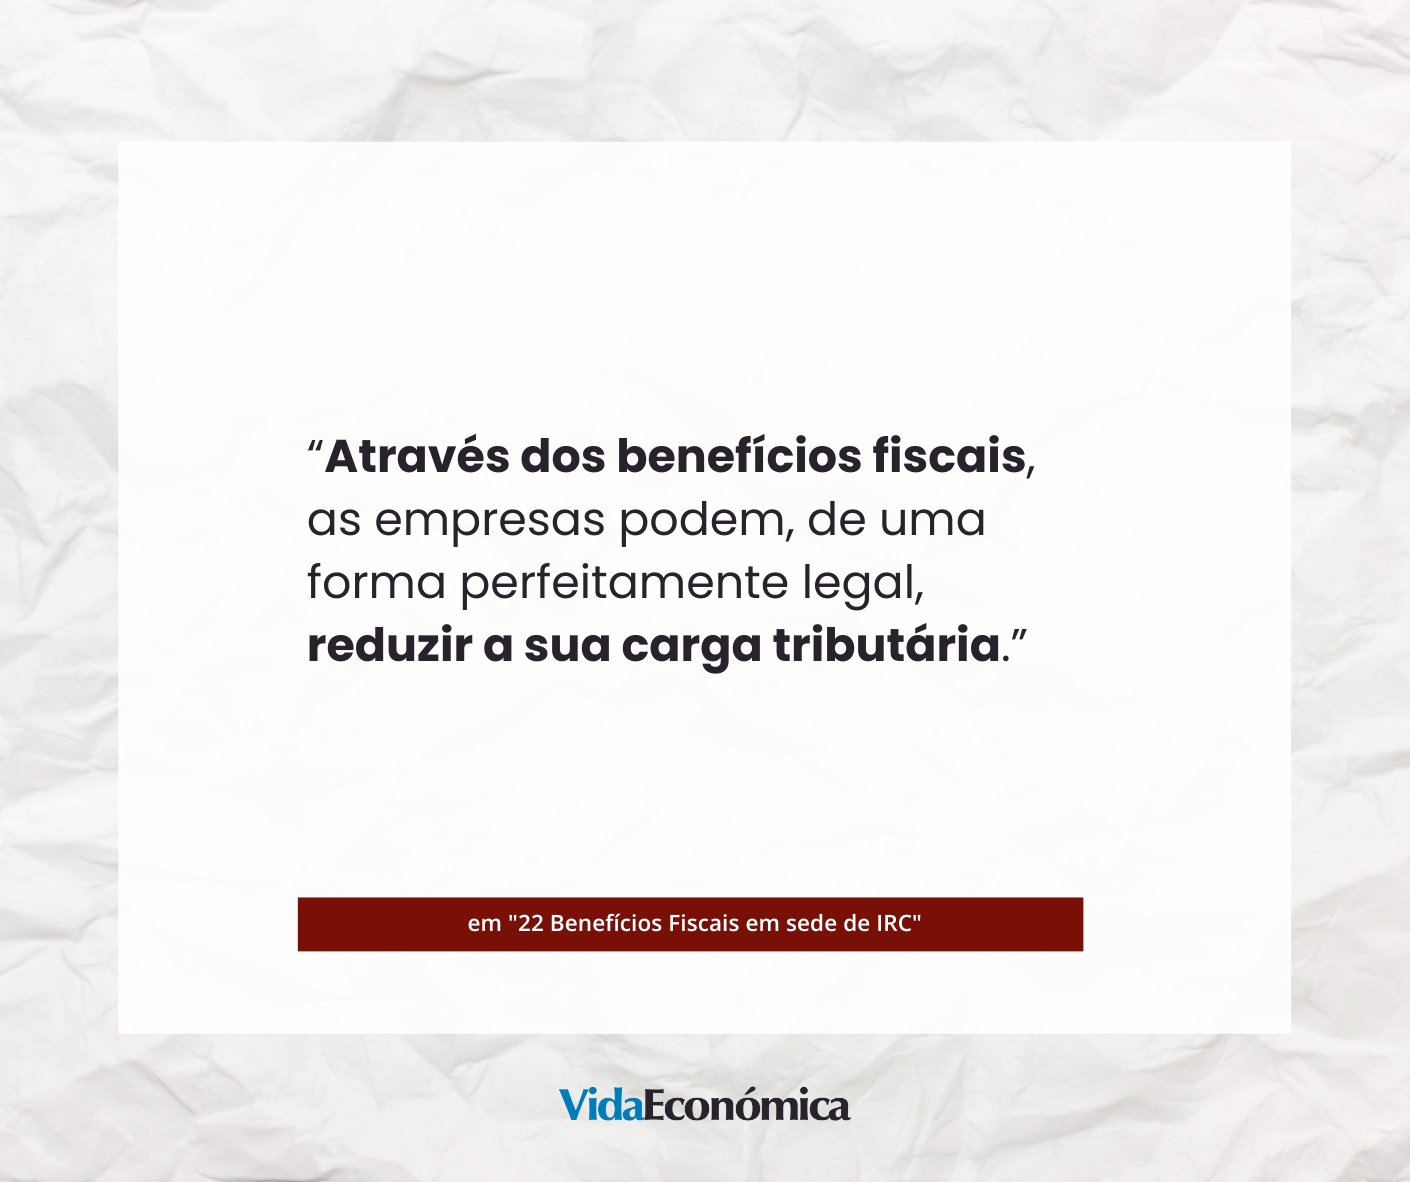 “Através dos benefícios fiscais,
as empresas podem, de uma
forma perfeitamente legal,
reduzir a sua carga tributária.”
em "22 Benefícios Fiscais em sede de IRC"
VidaEconómica